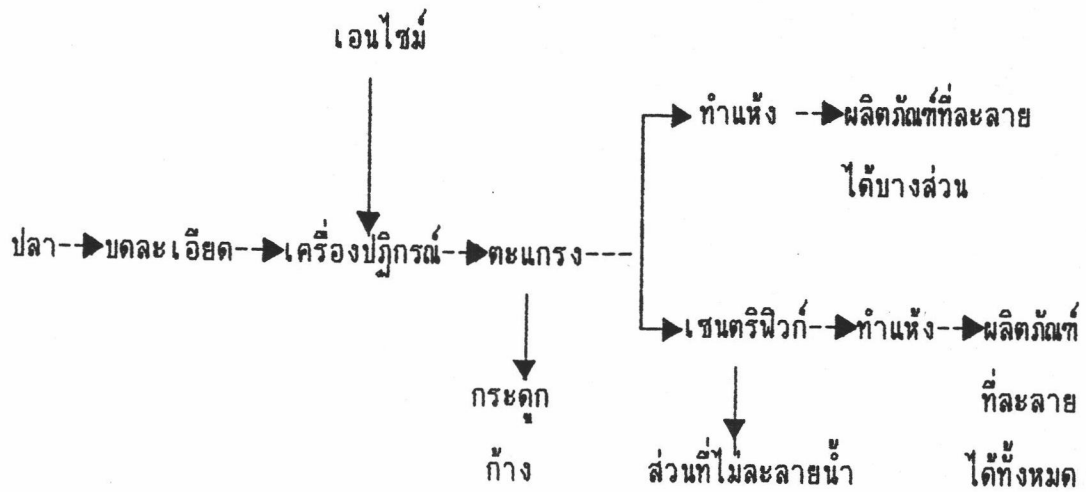 เอนไซม์
ทำแห้ง ผลิตภัณฑ์ที่ละลาย
ได้บางส่วน
ปลา บดละเอียด เครื่องปฏิกรณ์ ตะแกรง
เซนตริฟิวก์ ทำแห้ง ผลิตภัณฑ์
กระดูก ที่ละลาย
ก้าง ส่วนที่ไม่ละลายน้ำ ได้ทั้งหมด